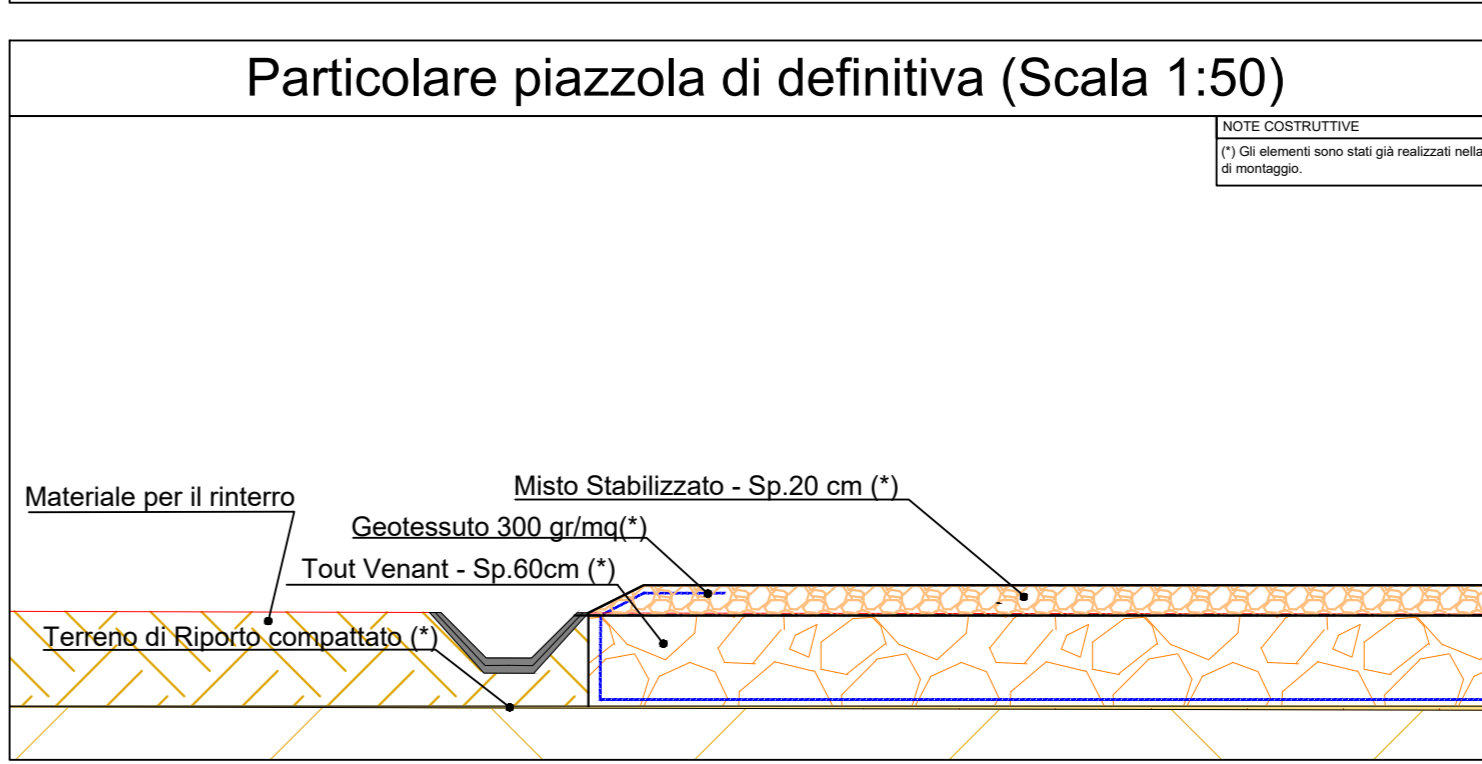 Particolare piazzola di definitiva (Scala 1:50)
NOTE COSTRUTTIVE
(*) Gli elementi sono stati già realizzati nella
di montaggio.
Materiale per il rinterro
Misto Stabilizzato - Sp.20 cm (*)
Geotessuto 300 gr/mq(*)
Tout Venant - Sp.60cm (*)
Terreno di Riporto compattato (*)